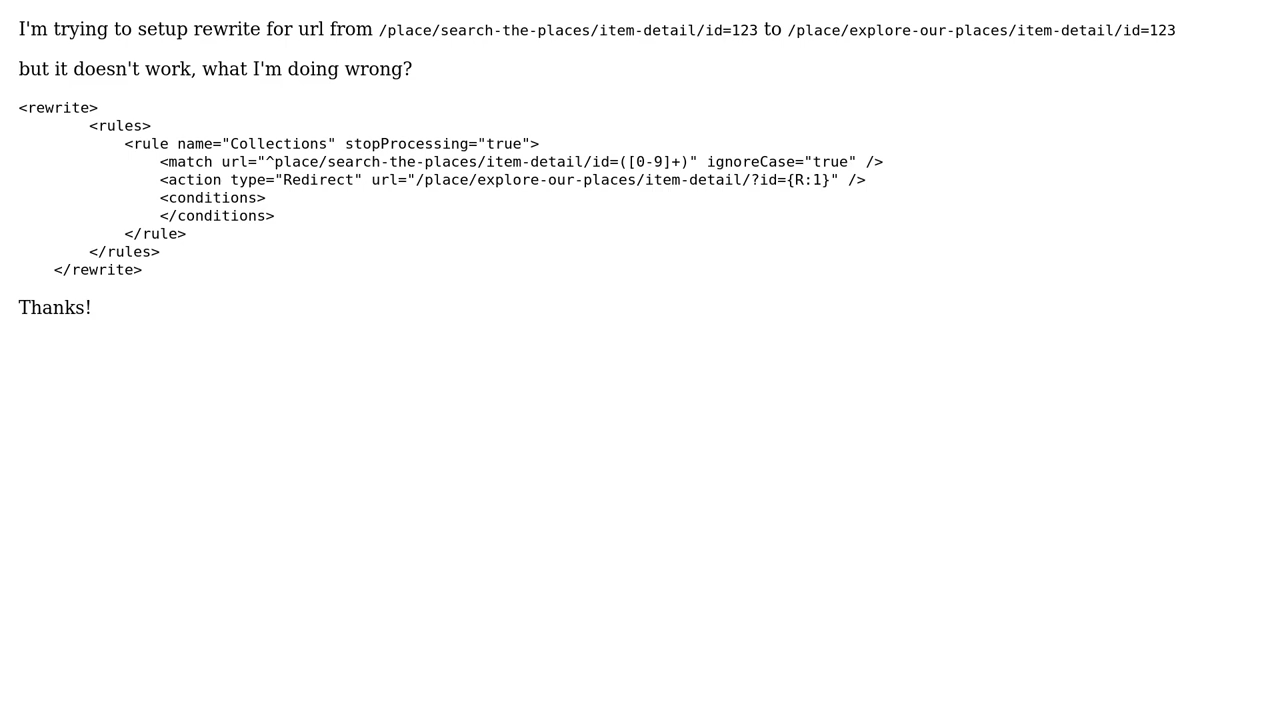 I'm trying to setup rewrite for url from /place/search-the-places/item-detail/id=123 to /place/explore-our-places/item-detail/id=123
but it doesn't work, what I'm doing wrong?
<rewrite>
        <rules>
            <rule name="Collections" stopProcessing="true">
                <match url="^place/search-the-places/item-detail/id=([0-9]+)" ignoreCase="true" />
                <action type="Redirect" url="/place/explore-our-places/item-detail/?id={R:1}" />
                <conditions>
                </conditions>
            </rule>
        </rules>
    </rewrite>
Thanks!